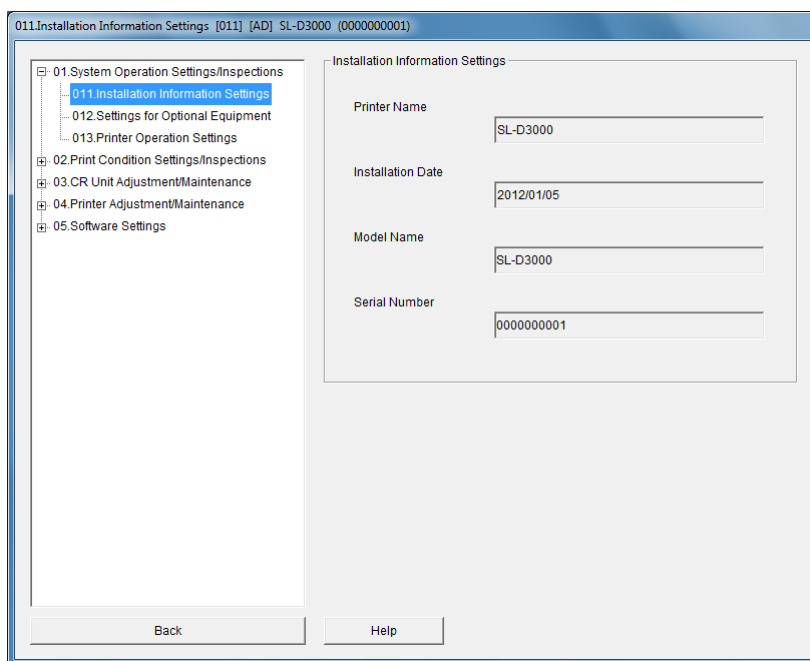 011.Installation Information Settings [011] [AD] SL-D3000 (0000000001)
01.System Operation Settings/Inspections
011.Installation Information Settings
012.Settings for Optional Equipment
013.Printer Operation Settings
02.Print Condition Settings/Inspections
03.CR Unit Adjustment/Maintenance
04.Printer Adjustment/Maintenance
05.Software Settings
Installation Information Settings
Printer Name
SL-D3000
Installation Date
2012/01/05
Model Name
SL-D3000
Serial Number
0000000001
Back
Help